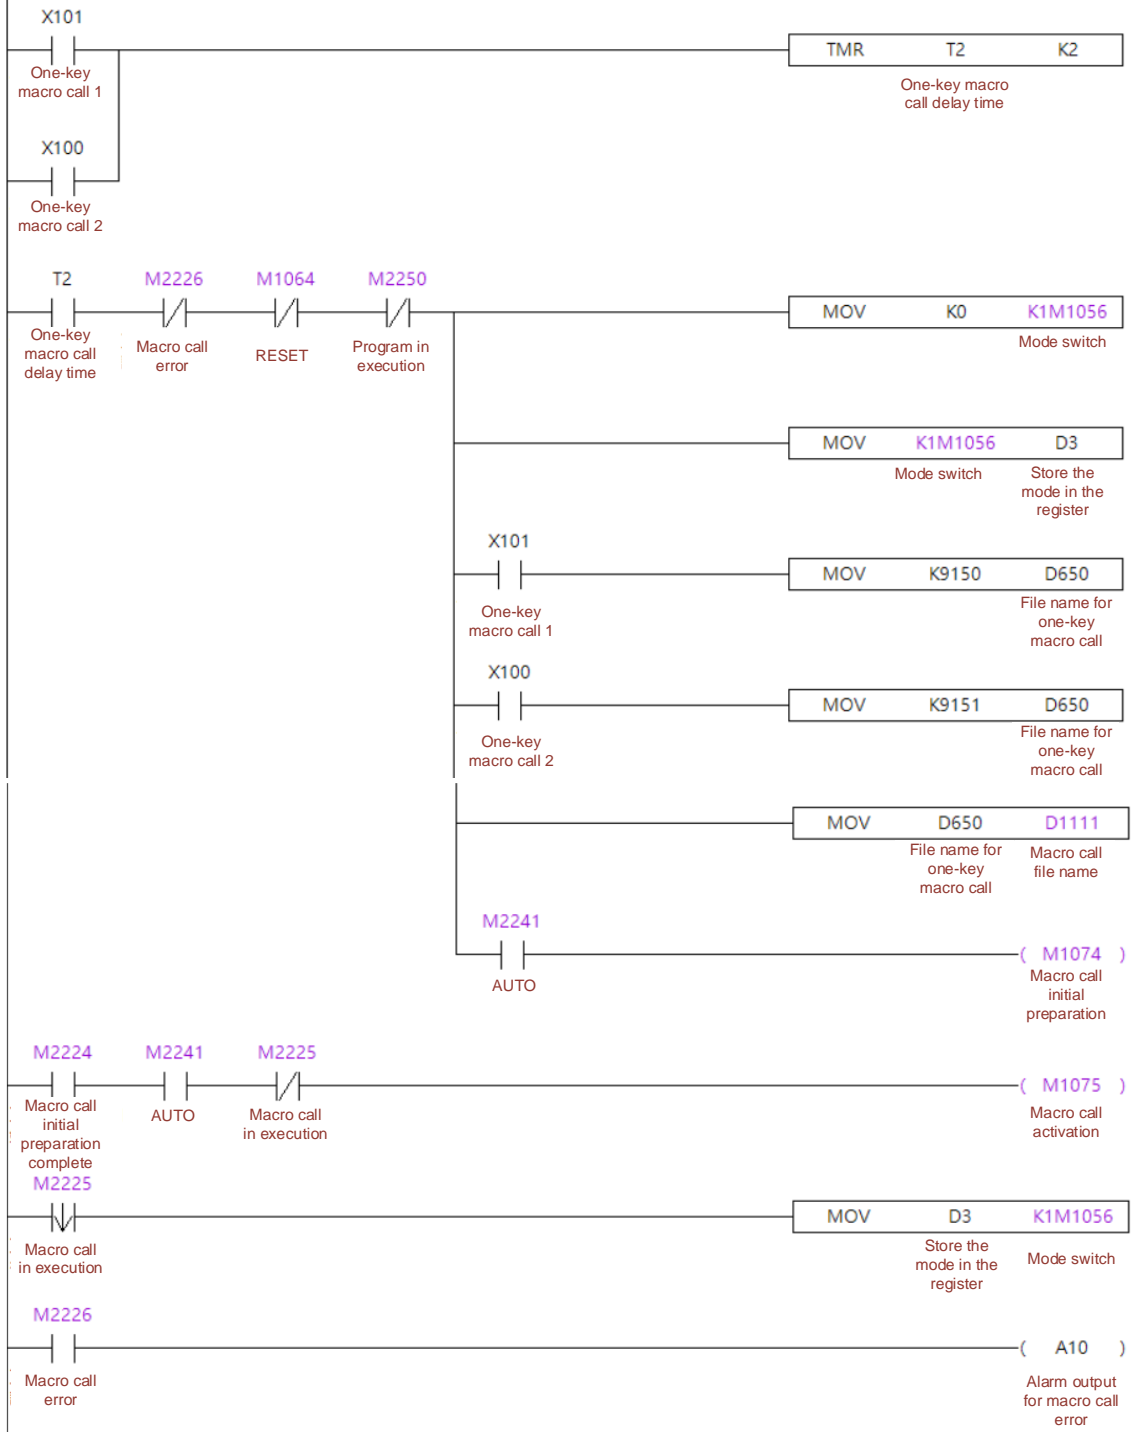 X101
One-key
macro call 1
TMR T2 K2
One-key macro
call delay time
X100
One-key
macro call 2
T2 M2226 M1064 M2250
One-key
macro call
delay time
Macro call
error
RESET
Program in
execution
MOV K0 K1M1056
Mode switch
MOV K1M1056 D3
Mode switch
Store the
mode in the
register
X101
One-key
macro call 1
MOV K9150 D650
File name for
one-key
macro call
X100
One-key
macro call 2
MOV K9151 D650
File name for
one-key
macro call
MOV D650 D1111
File name for
one-key
macro call
Macro call
file name
M2241
AUTO
( M1074 )
Macro call
initial
preparation
M2224 M2241 M2225
Macro call
initial
preparation
complete
AUTO
Macro call
in execution
( M1075 )
Macro call
activation
M2225
Macro call
in execution
MOV D3 K1M1056
Store the
mode in the
register
Mode switch
M2226
Macro call
error
( A10 )
Alarm output
for macro call
error